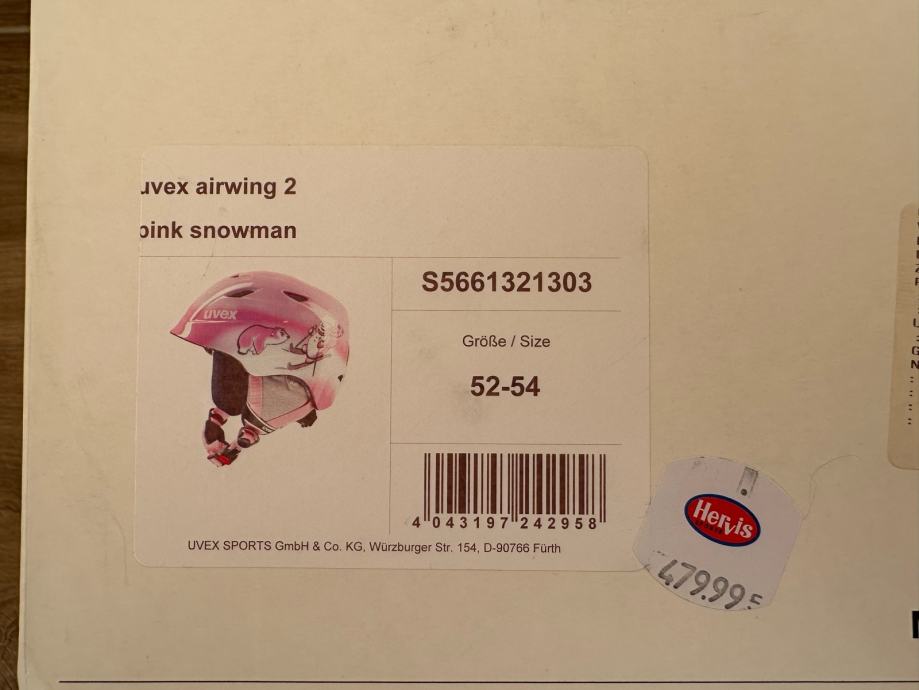 uvex airwing 2
pink snowman
uvex
S5661321303
Größe / Size
52-54
4 043197 242958
UVEX SPORTS GmbH & Co. KG, Würzburger Str. 154, D-90766 Fürth
Hervis
479.99